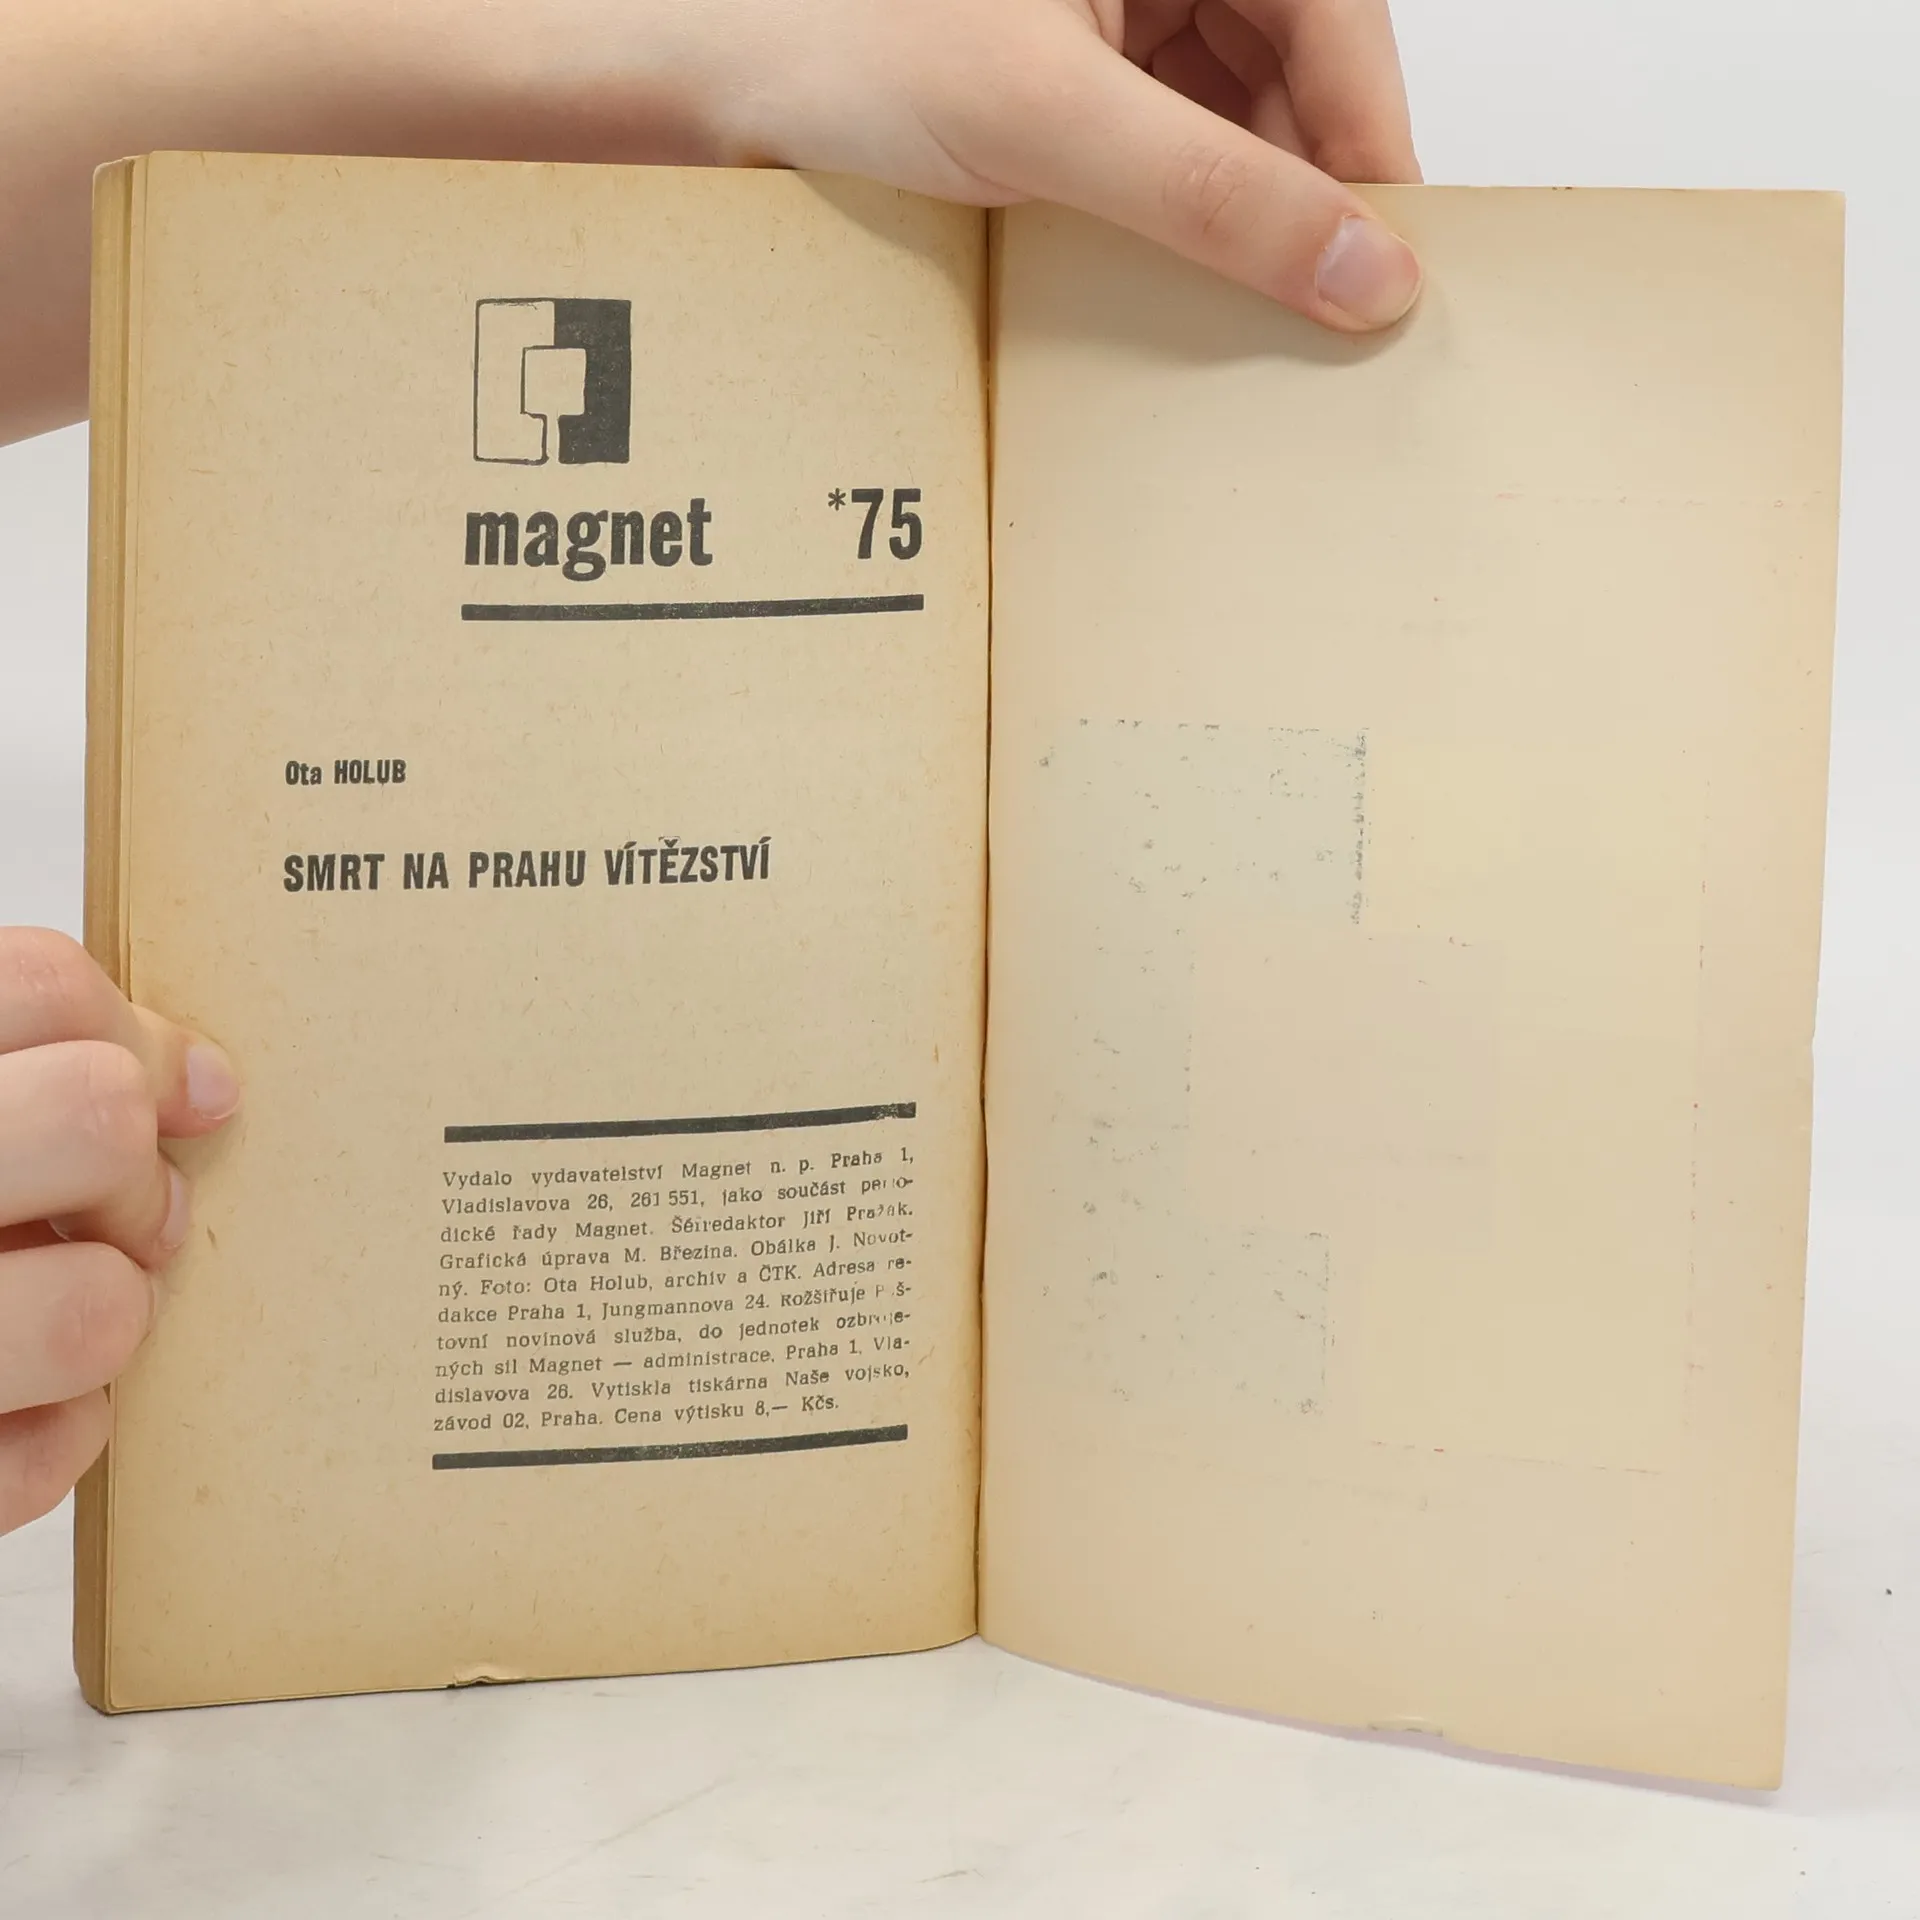 magnet *75
Ota HOLUB
SMRT NA PRAHU VÍTĚZSTVÍ
Vydalo vydavatelství Magnet n. p. Praha 1,
Vladislavova 26, 261 551, jako součást perio-
dické řady Magnet. Šéfredaktor Jiří Pražák.
Grafická úprava M. Březina. Obálka J. Novot-
ný. Foto: Ota Holub, archiv a ČTK. Adresa re-
dakce Praha 1, Jungmannova 24. Rozšiřuje Poš-
tovní novinová služba, do jednotek ozbroje-
ných sil Magnet — administrace, Praha 1, Vla-
dislavova 26. Vytiskla tiskárna Naše vojsko,
závod 02, Praha. Cena výtisku 8,— Kčs.